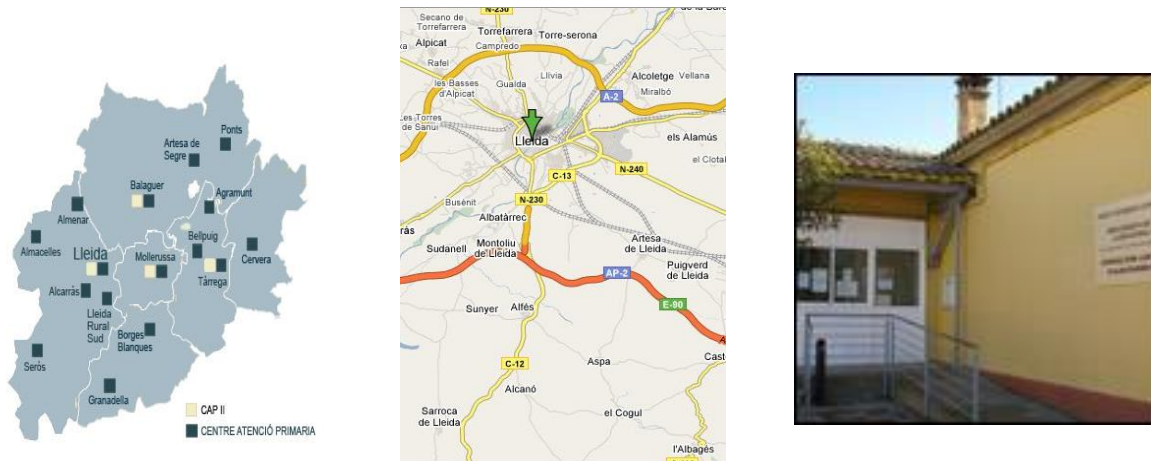 Ponts
Artesa de
Segre
Balaguer
Agramunt
Almenar
Almacelles
Lleida
Mollerussa
Bellpuig
Cervera
Tàrrega
Alcarràs
Lleida
Rural
Sud
Borges
Blanques
Seròs
Granadella
CAP II
CENTRE ATENCIÓ PRIMARIA
N-230
Secano de
Torrefarrera
Torrefarrera
Torre-serona
Alpicat
Campredo
Rafel
Llívia
Alcoletge
Vellana
les Basses
d'Alpicat
Gualda
Miralbó
A-2
Les Torres
de Sanui
Lleida
els Alamús
el Clotal
N-240
C-13
Busénit
N-230
Albatàrrec
Sudanell
Montoliu
de Lleida
Artesa
de Lleida
AP-2
Puigverd
de Lleida
E-90
Sunyer
Alfés
C-12
Aspa
Alcanó
Sarroca
de Lleida
el Cogul
l'Albagés